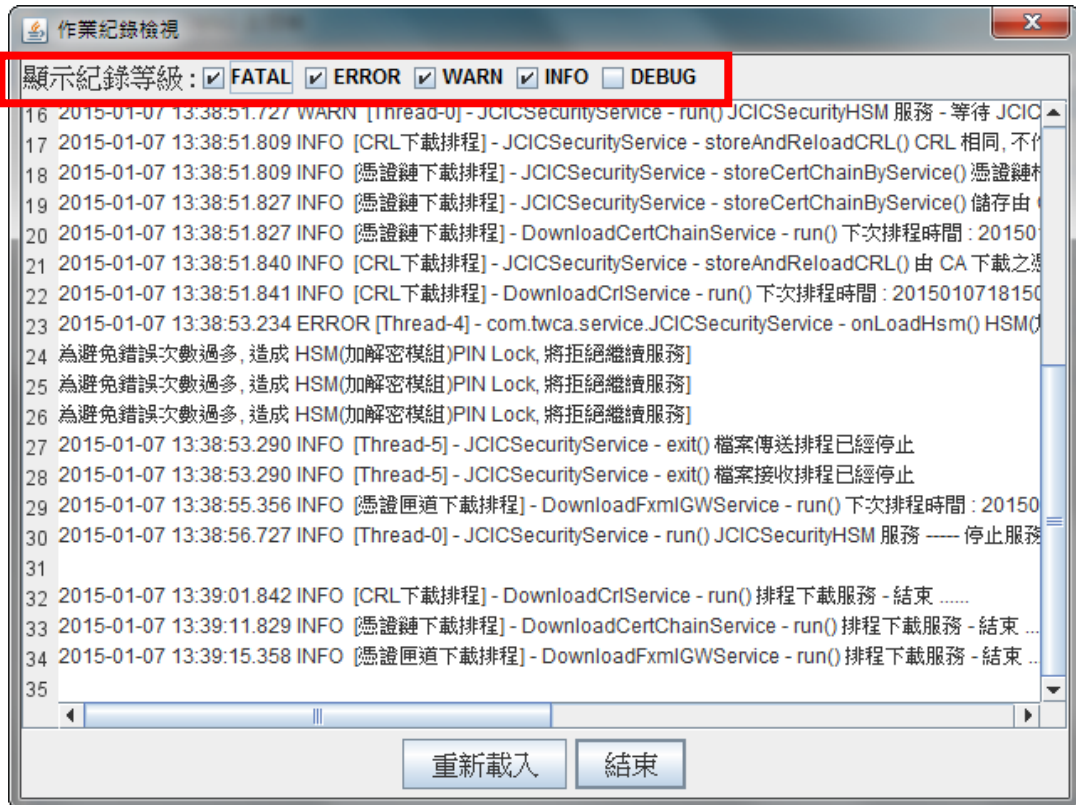 作業紀錄檢視
顯示紀錄等級 : FATAL ERROR WARN INFO DEBUG
16 2015-01-07 13:38:51.727 WARN [Thread-0] - JCICSecurityService - run() JCICSecurityHSM 服務 - 等待 JCIC
17 2015-01-07 13:38:51.809 INFO [CRL下載排程] - JCICSecurityService - storeAndReloadCRL() CRL 相同, 不
18 2015-01-07 13:38:51.809 INFO [憑證鏈下載排程] - JCICSecurityService - storeCertChainByService() 憑證鏈
19 2015-01-07 13:38:51.827 INFO [憑證鏈下載排程] - JCICSecurityService - storeCertChainByService() 儲存由
20 2015-01-07 13:38:51.827 INFO [憑證鏈下載排程] - DownloadCertChainService - run() 下次排程時間 : 20150
21 2015-01-07 13:38:51.840 INFO [CRL下載排程] - JCICSecurityService - storeAndReloadCRL() 由 CA 下載之憑
22 2015-01-07 13:38:51.841 INFO [CRL下載排程] - DownloadCrlService - run() 下次排程時間 : 2015010718150
23 2015-01-07 13:38:53.234 ERROR [Thread-4] - com.twca.service.JCICSecurityService - onLoadHsm() HSM(加
24 為避免錯誤次數過多, 造成 HSM(加解密模組)PIN Lock, 將拒絕繼續服務]
25 為避免錯誤次數過多, 造成 HSM(加解密模組)PIN Lock, 將拒絕繼續服務]
26 為避免錯誤次數過多, 造成 HSM(加解密模組)PIN Lock, 將拒絕繼續服務]
27 2015-01-07 13:38:53.290 INFO [Thread-5] - JCICSecurityService - exit() 檔案傳送排程已經停止
28 2015-01-07 13:38:53.290 INFO [Thread-5] - JCICSecurityService - exit() 檔案接收排程已經停止
29 2015-01-07 13:38:55.356 INFO [憑證匣道下載排程] - DownloadFxmlGWService - run() 下次排程時間 : 20150
30 2015-01-07 13:38:56.727 INFO [Thread-0] - JCICSecurityService - run() JCICSecurityHSM 服務 ----- 停止服務
31
32 2015-01-07 13:39:01.842 INFO [CRL下載排程] - DownloadCrlService - run() 排程下載服務 - 結束 ......
33 2015-01-07 13:39:11.829 INFO [憑證鏈下載排程] - DownloadCertChainService - run() 排程下載服務 - 結束 ...
34 2015-01-07 13:39:15.358 INFO [憑證匣道下載排程] - DownloadFxmlGWService - run() 排程下載服務 - 結束 ..
35
重新載入 結束